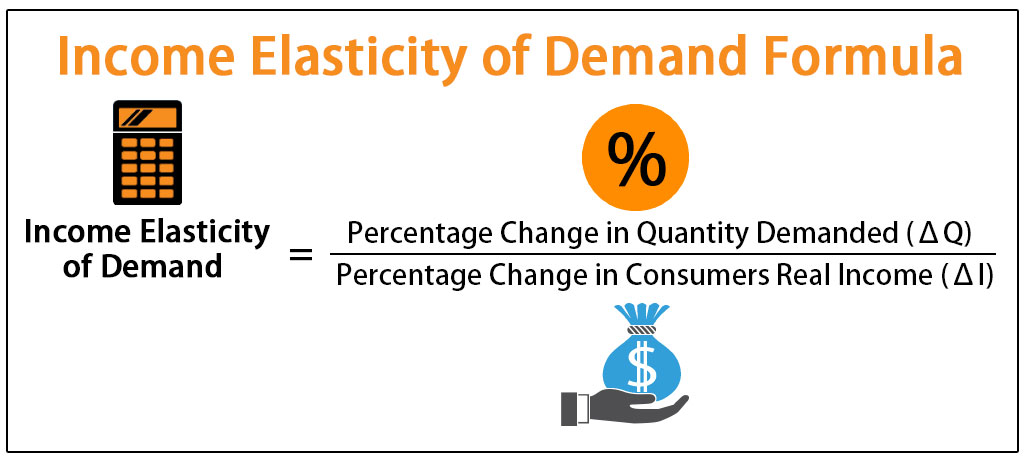 Income Elasticity of Demand Formula
%
Income Elasticity
of Demand
=
Percentage Change in Quantity Demanded ( Δ Q)
Percentage Change in Consumers Real Income ( Δ I)
$